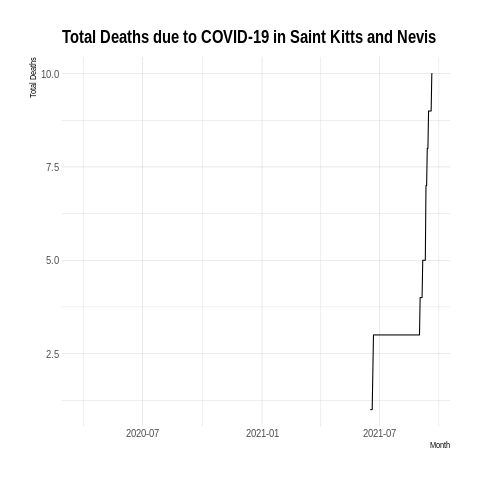 Total Deaths due to COVID-19 in Saint Kitts and Nevis
Total Deaths
10.0
7.5
5.0
2.5
2020-07 2021-01 2021-07
Month